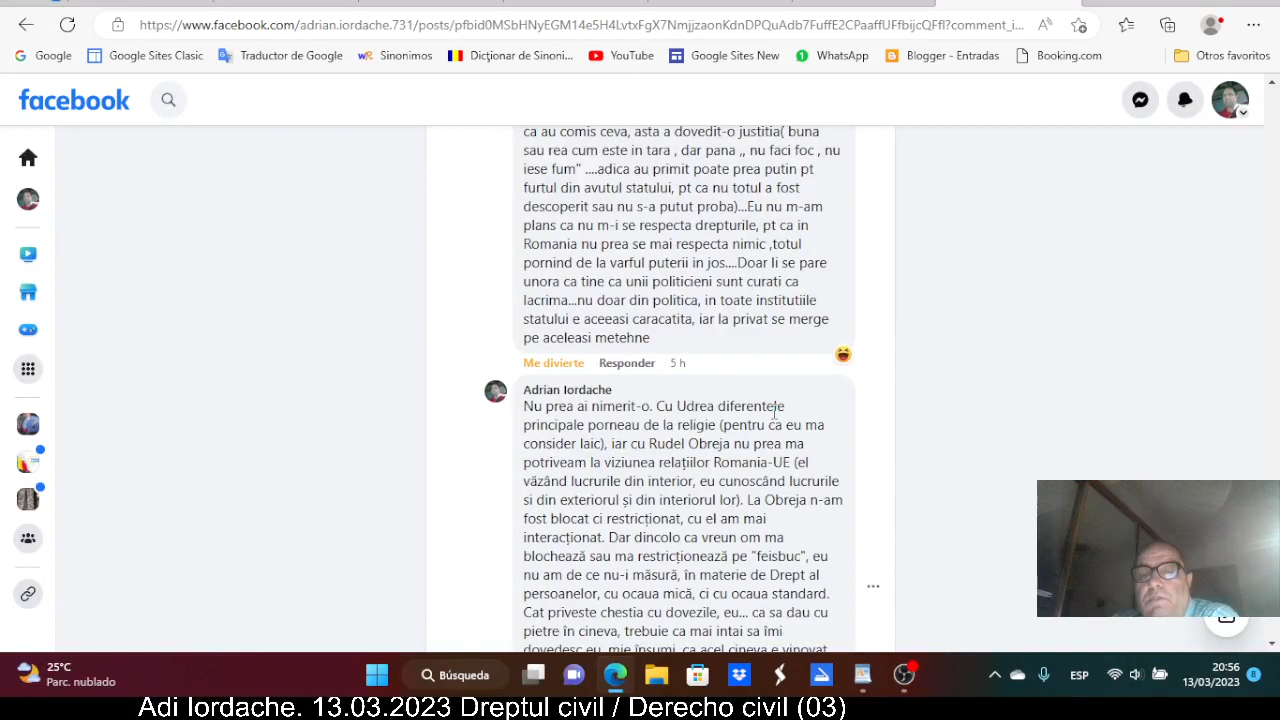 https://www.facebook.com/adrian.iordache.731/posts/pfbid0MSbHNyEGM14e5H4LvtxFgX7NmjjzaonKdnDPQuAdb7FuffE2CPaaffUFfbijcQFfl?comment_i...
Google Google Sites Clasic Traductor de Google Sinonimos Dicționar de Sinoni... YouTube Google Sites New WhatsApp Blogger - Entradas Booking.com Otros favoritos
facebook
ca au comis ceva, asta a dovedit-o justitia( buna
sau rea cum este in tara , dar pana ,, nu faci foc , nu
iese fum" ....adica au primit poate prea putin pt
furtul din avutul statului, pt ca nu totul a fost
descoperit sau nu s-a putut proba)...Eu nu m-am
plans ca nu m-i se respecta drepturile, pt ca in
Romania nu prea se mai respecta nimic ,totul
pornind de la varful puterii in jos....Doar li se pare
unora ca tine ca unii politicieni sunt curati ca
lacrima...nu doar din politica, in toate institutiile
statului e aceeasi caracatita, iar la privat se merge
pe aceleasi metehne
Me divierte Responder 5 h
Adrian Iordache
Nu prea ai nimerit-o. Cu Udrea diferentele
principale porneau de la religie (pentru ca eu ma
consider laic), iar cu Rudel Obreja nu prea ma
potriveam la viziunea relațiilor Romania-UE (el
văzând lucrurile din interior, eu cunoscând lucrurile
si din exteriorul și din interiorul lor). La Obreja n-am
fost blocat ci restricționat, cu el am mai
interacționat. Dar dincolo ca vreun om ma
blochează sau ma restricționează pe "feisbuc", eu
nu am de ce nu-i măsură, în materie de Drept al
persoanelor, cu ocaua mică, ci cu ocaua standard.
Cat priveste chestia cu dovezile, eu... ca sa dau cu
pietre în cineva, trebuie ca mai intai sa îmi
dovedesc eu, mie însumi, ca acel cineva e vinovat
25°C
Parc. nublado
Búsqueda
ESP
20:56
13/03/2023
8
Adi Iordache. 13.03.2023 Dreptul civil / Derecho civil (03)